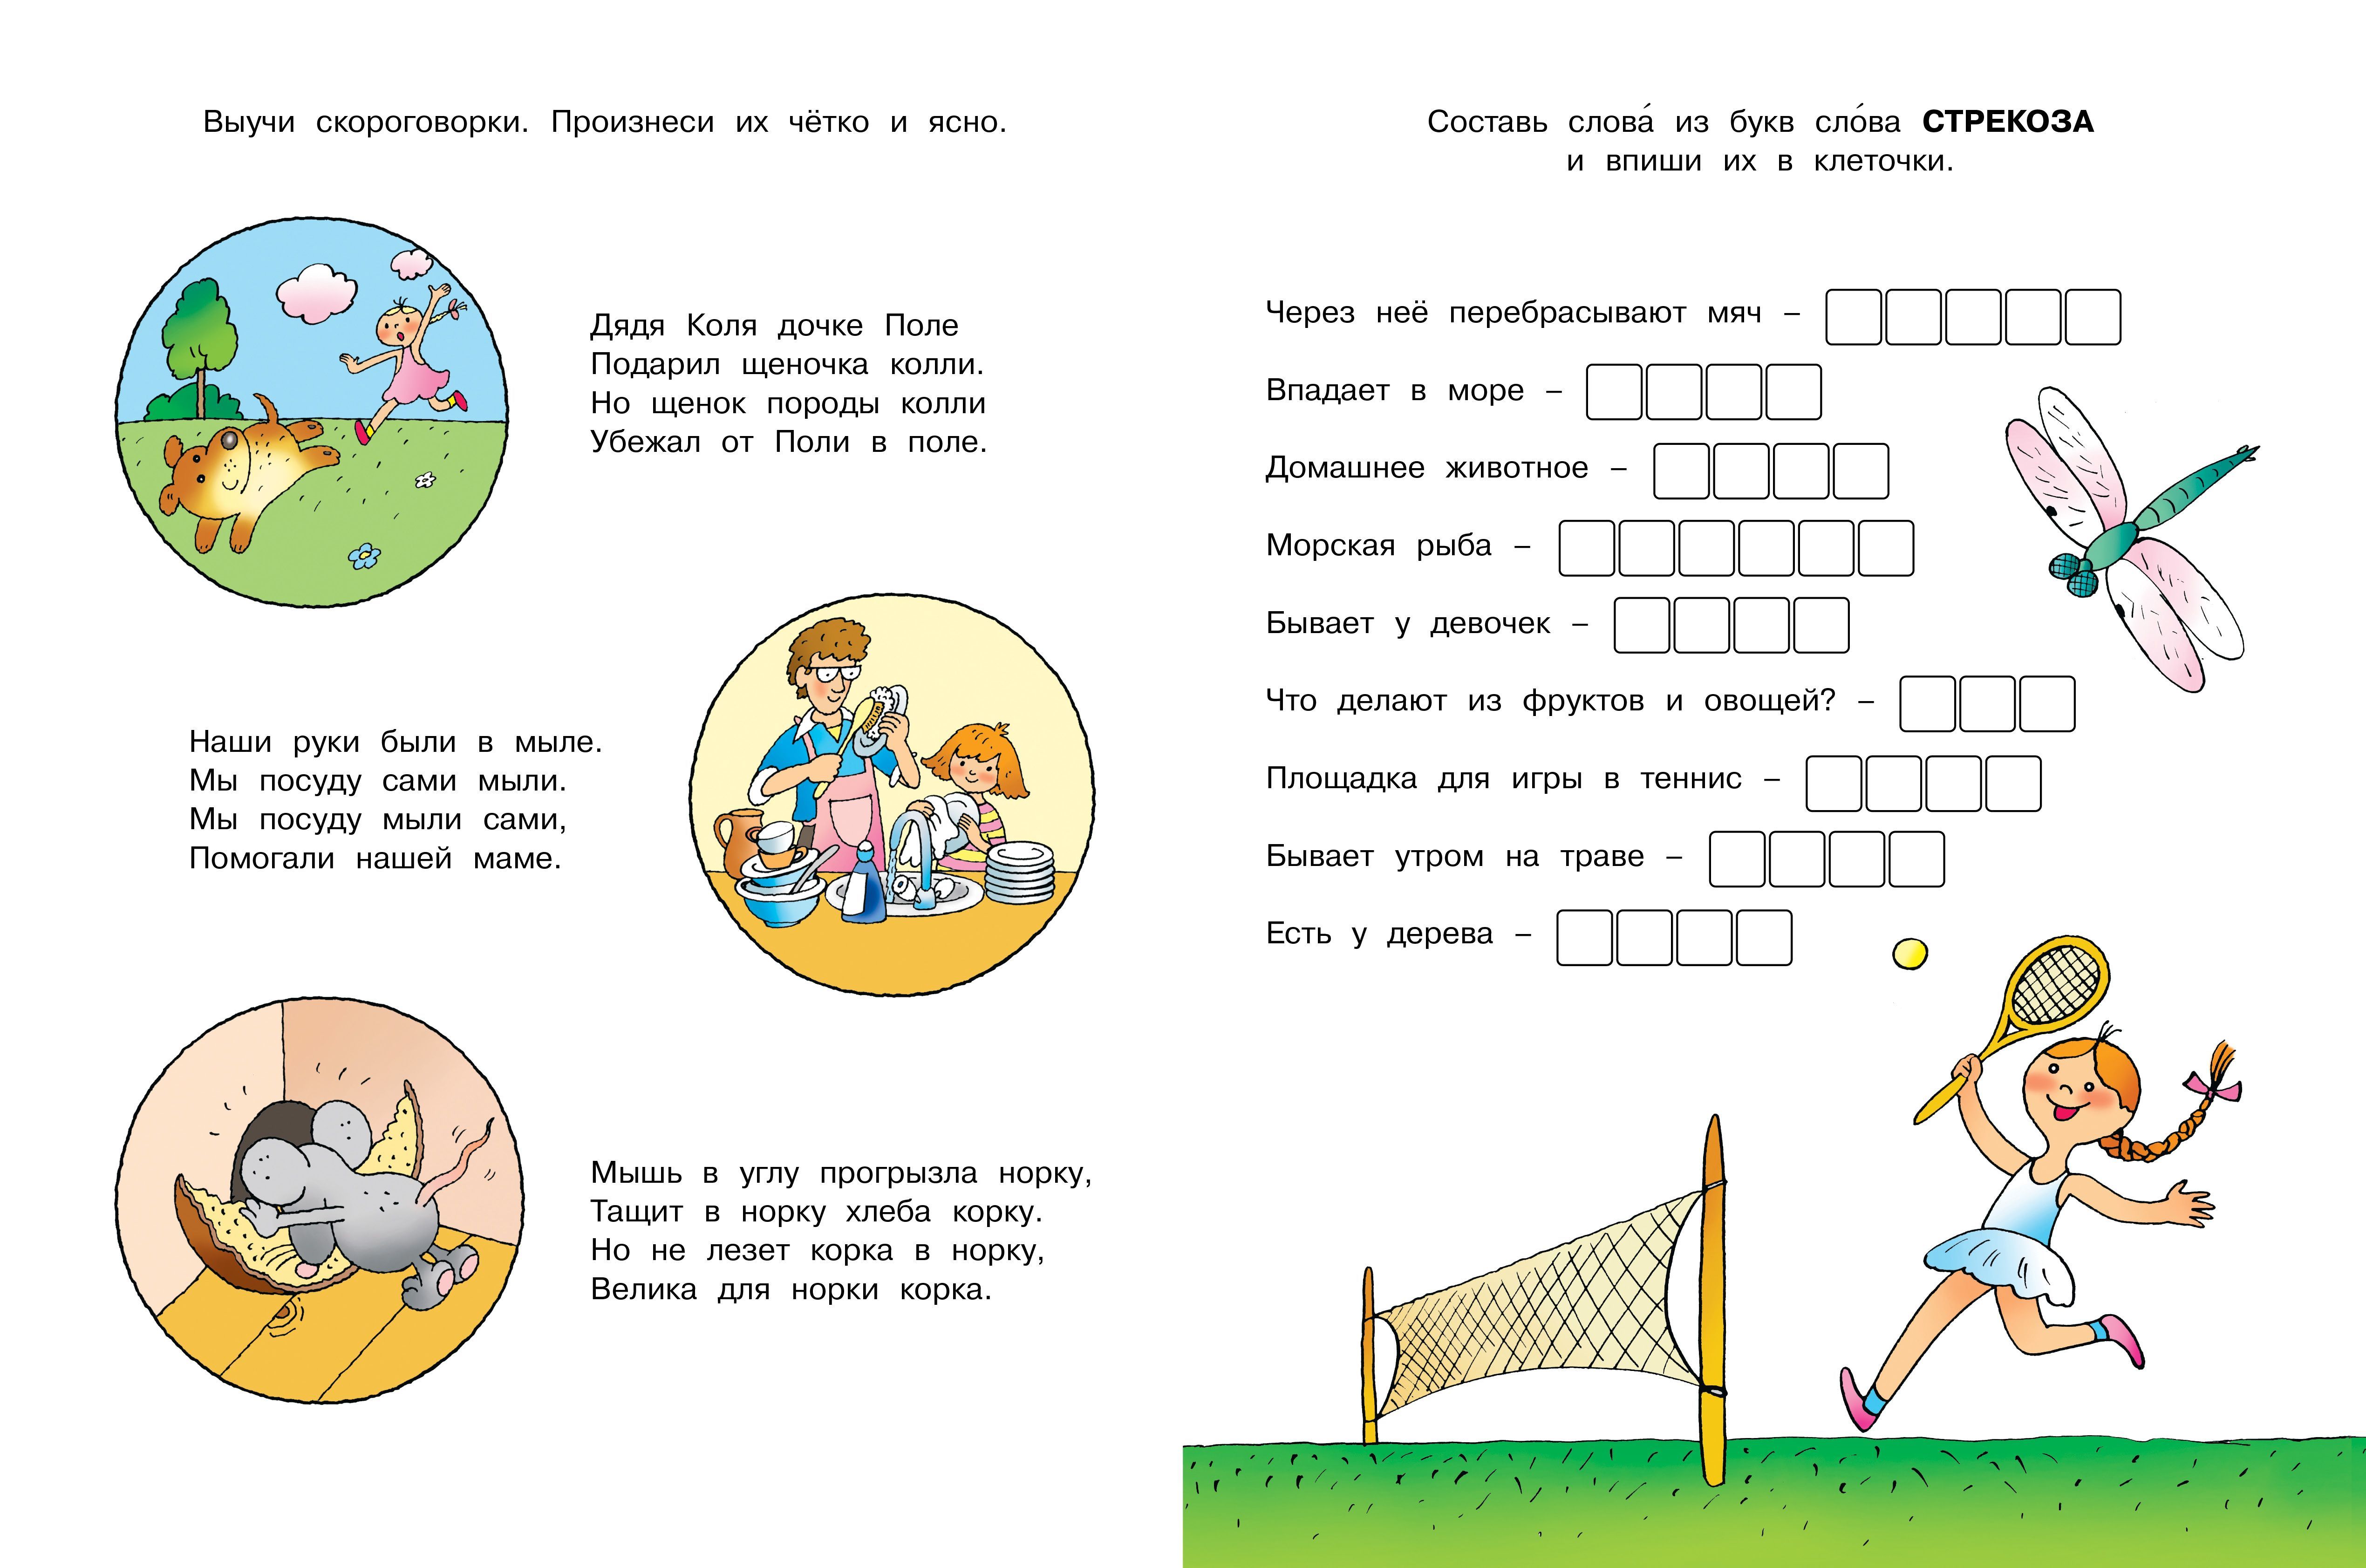 Выучи скороговорки. Произнеси их чётко и ясно.
Дядя Коля дочке Поле
Подарил щеночка колли.
Но щенок породы колли
Убежал от Поли в поле.
Наши руки были в мыле.
Мы посуду сами мыли.
Мы посуду мыли сами,
Помогали нашей маме.
Мышь в углу прогрызла норку,
Тащит в норку хлеба корку.
Но не лезет корка в норку,
Велика для норки корка.
Составь слова́ из букв сло́ва СТРЕКОЗА
и впиши их в клеточки.
Через неё перебрасывают мяч –
Впадает в море –
Домашнее животное –
Морская рыба –
Бывает у девочек –
Что делают из фруктов и овощей? –
Площадка для игры в теннис –
Бывает утром на траве –
Есть у дерева –